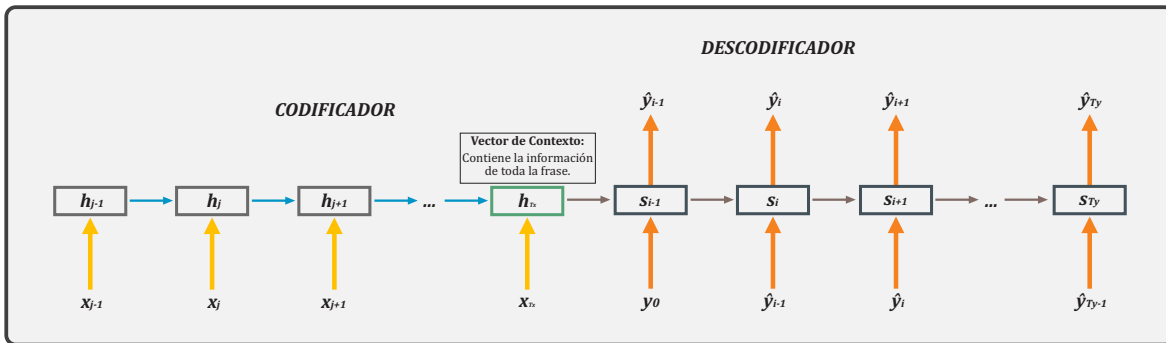 DESCODIFICADOR
CODIFICADOR
ŷi-1 ŷi ŷi+1 ŷTy
Vector de Contexto:
Contiene la información
de toda la frase.
hj-1 hj hj+1 ... hTx si-1 si si+1 ... sTy
xj-1 xj xj+1 xTx y0 ŷi-1 ŷi ŷTy-1